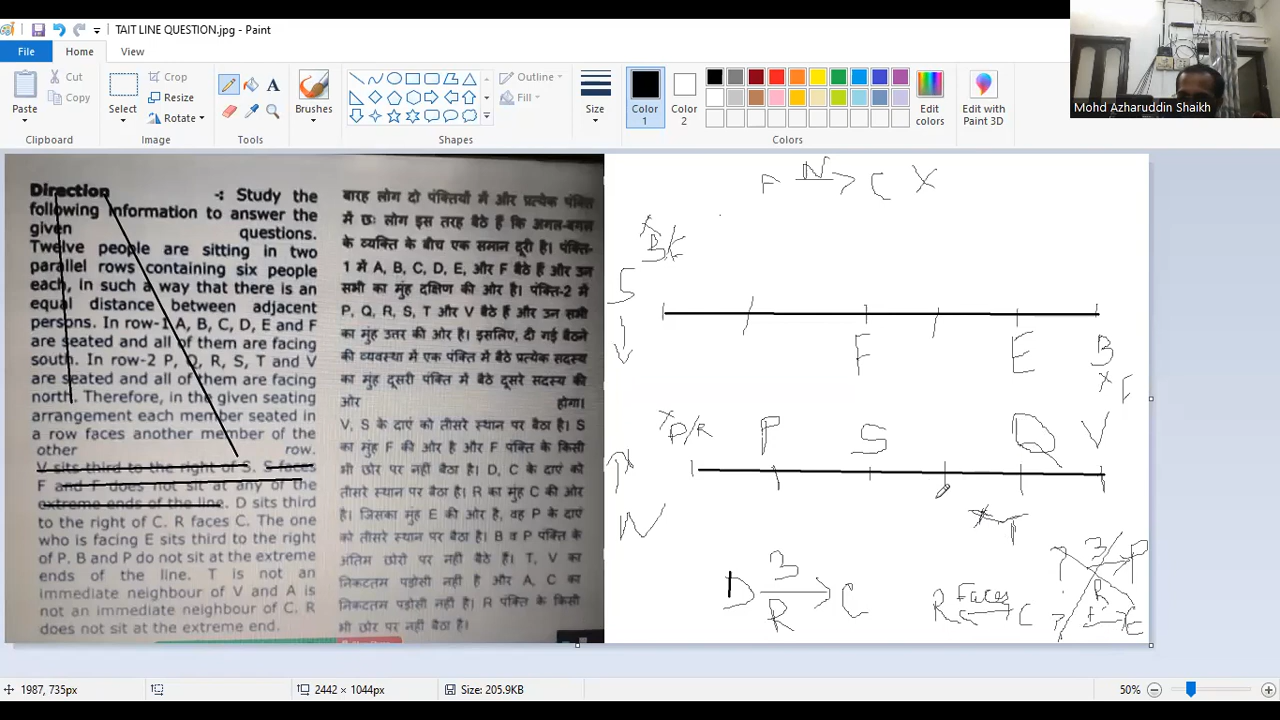 TAIT LINE QUESTION.jpg - Paint
File Home View
Paste Cut Copy Select Crop Resize Rotate Brushes Outline Fill Size Color 1 Color 2 Edit colors Edit with Paint 3D
Clipboard Image Tools Shapes Colors
Mohd Azharuddin Shaikh
Direction -: Study the
following information to answer the
given questions.
Twelve people are sitting in two
parallel rows containing six people
each, in such a way that there is an
equal distance between adjacent
persons. In row-1 A, B, C, D, E and F
are seated and all of them are facing
south. In row-2 P, Q, R, S, T and V
are seated and all of them are facing
north. Therefore, in the given seating
arrangement each member seated in
a row faces another member of the
other row.
V sits third to the right of S. S faces
F and F does not sit at any of the
extreme ends of the line. D sits third
to the right of C. R faces C. The one
who is facing E sits third to the right
of P. B and P do not sit at the extreme
ends of the line. T is not an
immediate neighbour of V and A is
not an immediate neighbour of C. R
does not sit at the extreme end.
बारह लोग दो पंक्तियों में और प्रत्येक पंक्ति
में छः लोग इस तरह बैठे हैं कि अगल-बगल
के व्यक्ति के बीच एक समान दूरी है। पंक्ति-
1 में A, B, C, D, E, और F बैठे हैं और उन
सभी का मुंह दक्षिण की ओर है। पंक्ति-2 में
P, Q, R, S, T और V बैठे हैं और उन सभी
का मुंह उत्तर की ओर है। इसलिए, दी गई बैठने
की व्यवस्था में एक पंक्ति में बैठे प्रत्येक सदस्य
का मुंह दूसरी पंक्ति में बैठे दूसरे सदस्य की
ओर होगा।
V, S के दाएं को तीसरे स्थान पर बैठा है। S
का मुंह F की ओर है और F पंक्ति के किसी
भी छोर पर नहीं बैठा है। D, C के दाएं को
तीसरे स्थान पर बैठा है। R का मुंह C की ओर
है। जिसका मुंह E की ओर है, वह P के दाएं
को तीसरे स्थान पर बैठा है। B व P पंक्ति के
अंतिम छोरों पर नहीं बैठे हैं। T, V का
निकटतम पड़ोसी नहीं है और A, C का
निकटतम पड़ोसी नहीं है। R पंक्ति के किसी
भी छोर पर नहीं बैठा है।
F N C X
S
F E B
P/R P S Q V
N
T
D 3 R C
R Faces C
3 P
R
E
1987, 735px 2442 × 1044px Size: 205.9KB 50%